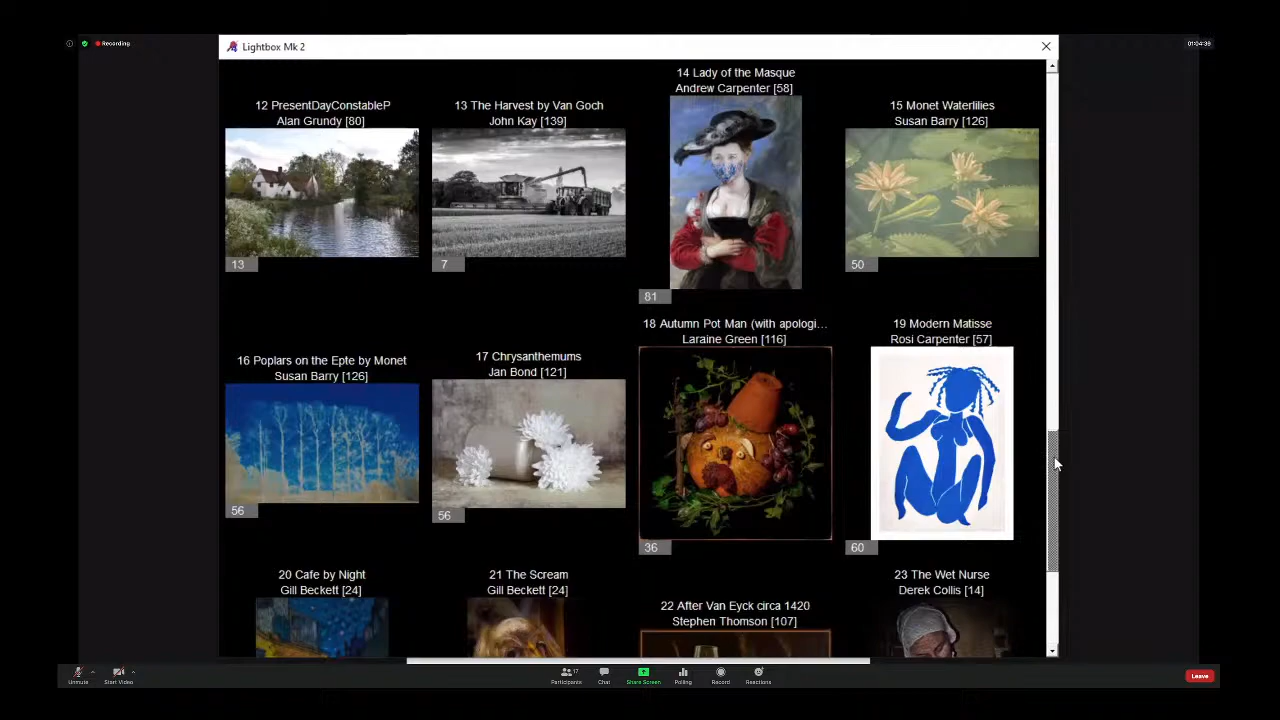 Recording
Lightbox Mk 2
01:04:39
12 PresentDayConstableP
Alan Grundy [80]
13
13 The Harvest by Van Goch
John Kay [139]
7
14 Lady of the Masque
Andrew Carpenter [58]
81
15 Monet Waterlilies
Susan Barry [126]
50
16 Poplars on the Epte by Monet
Susan Barry [126]
56
17 Chrysanthemums
Jan Bond [121]
56
18 Autumn Pot Man (with apologi...
Laraine Green [116]
36
19 Modern Matisse
Rosi Carpenter [57]
60
20 Cafe by Night
Gill Beckett [24]
21 The Scream
Gill Beckett [24]
22 After Van Eyck circa 1420
Stephen Thomson [107]
23 The Wet Nurse
Derek Collis [14]
Unmute
Start Video
17
Participants
Chat
Share Screen
Polling
Record
Reactions
Leave